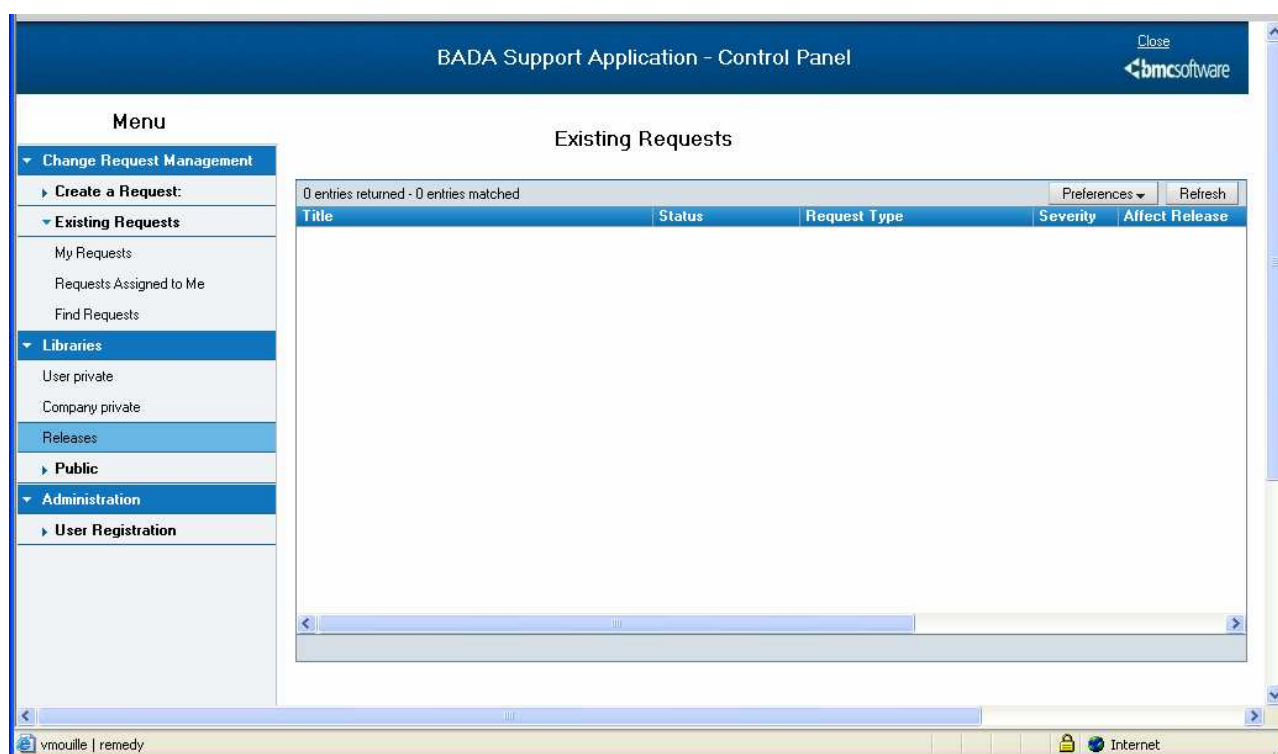 BADA Support Application - Control Panel
Close
bmcsoftware
Menu
Existing Requests
Change Request Management
Create a Request:
Existing Requests
My Requests
Requests Assigned to Me
Find Requests
Libraries
User private
Company private
Releases
Public
Administration
User Registration
0 entries returned - 0 entries matched
Preferences
Refresh
Title Status Request Type Severity Affect Release
vmouille | remedy
Internet